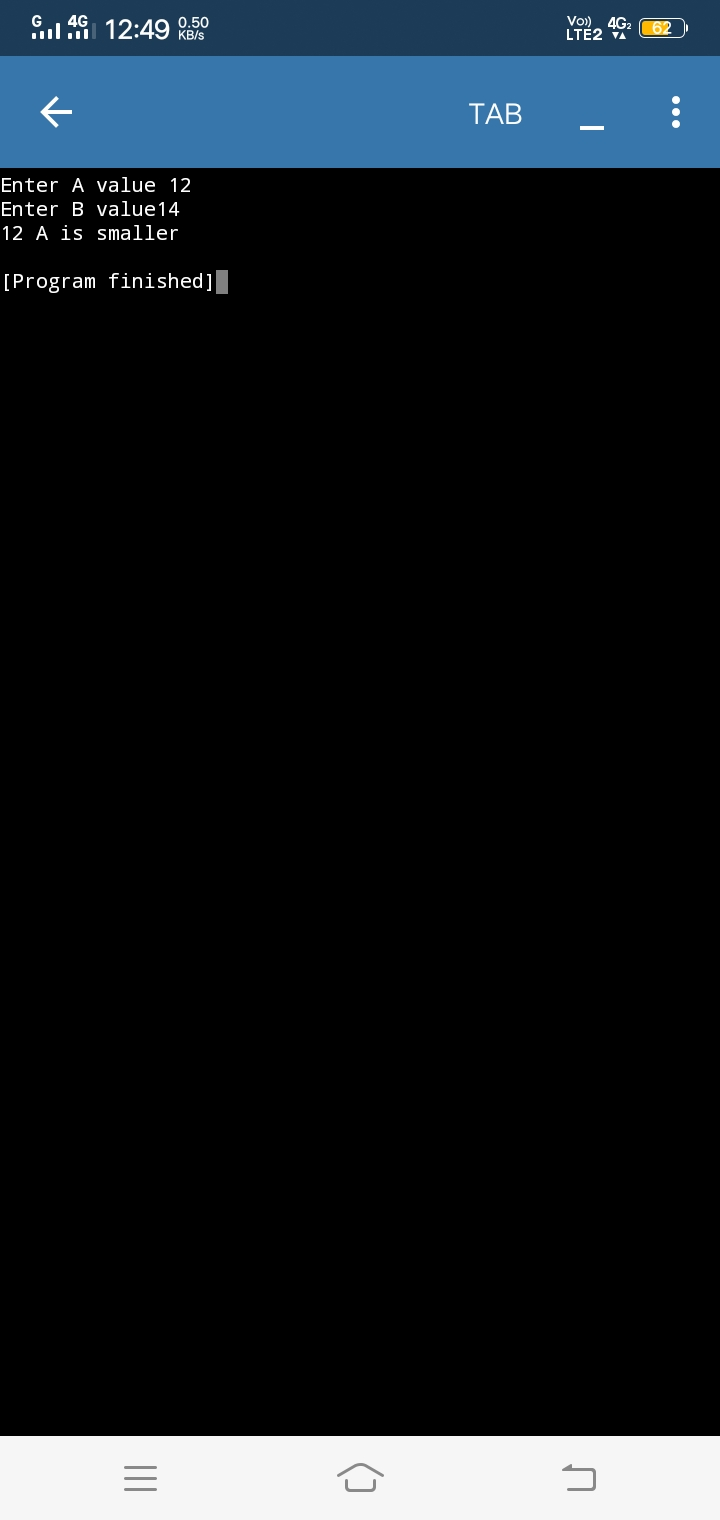 G 4G 12:49 0.50 KB/s Vo)) LTE2 4G2 62
TAB
Enter A value 12
Enter B value14
12 A is smaller
[Program finished]